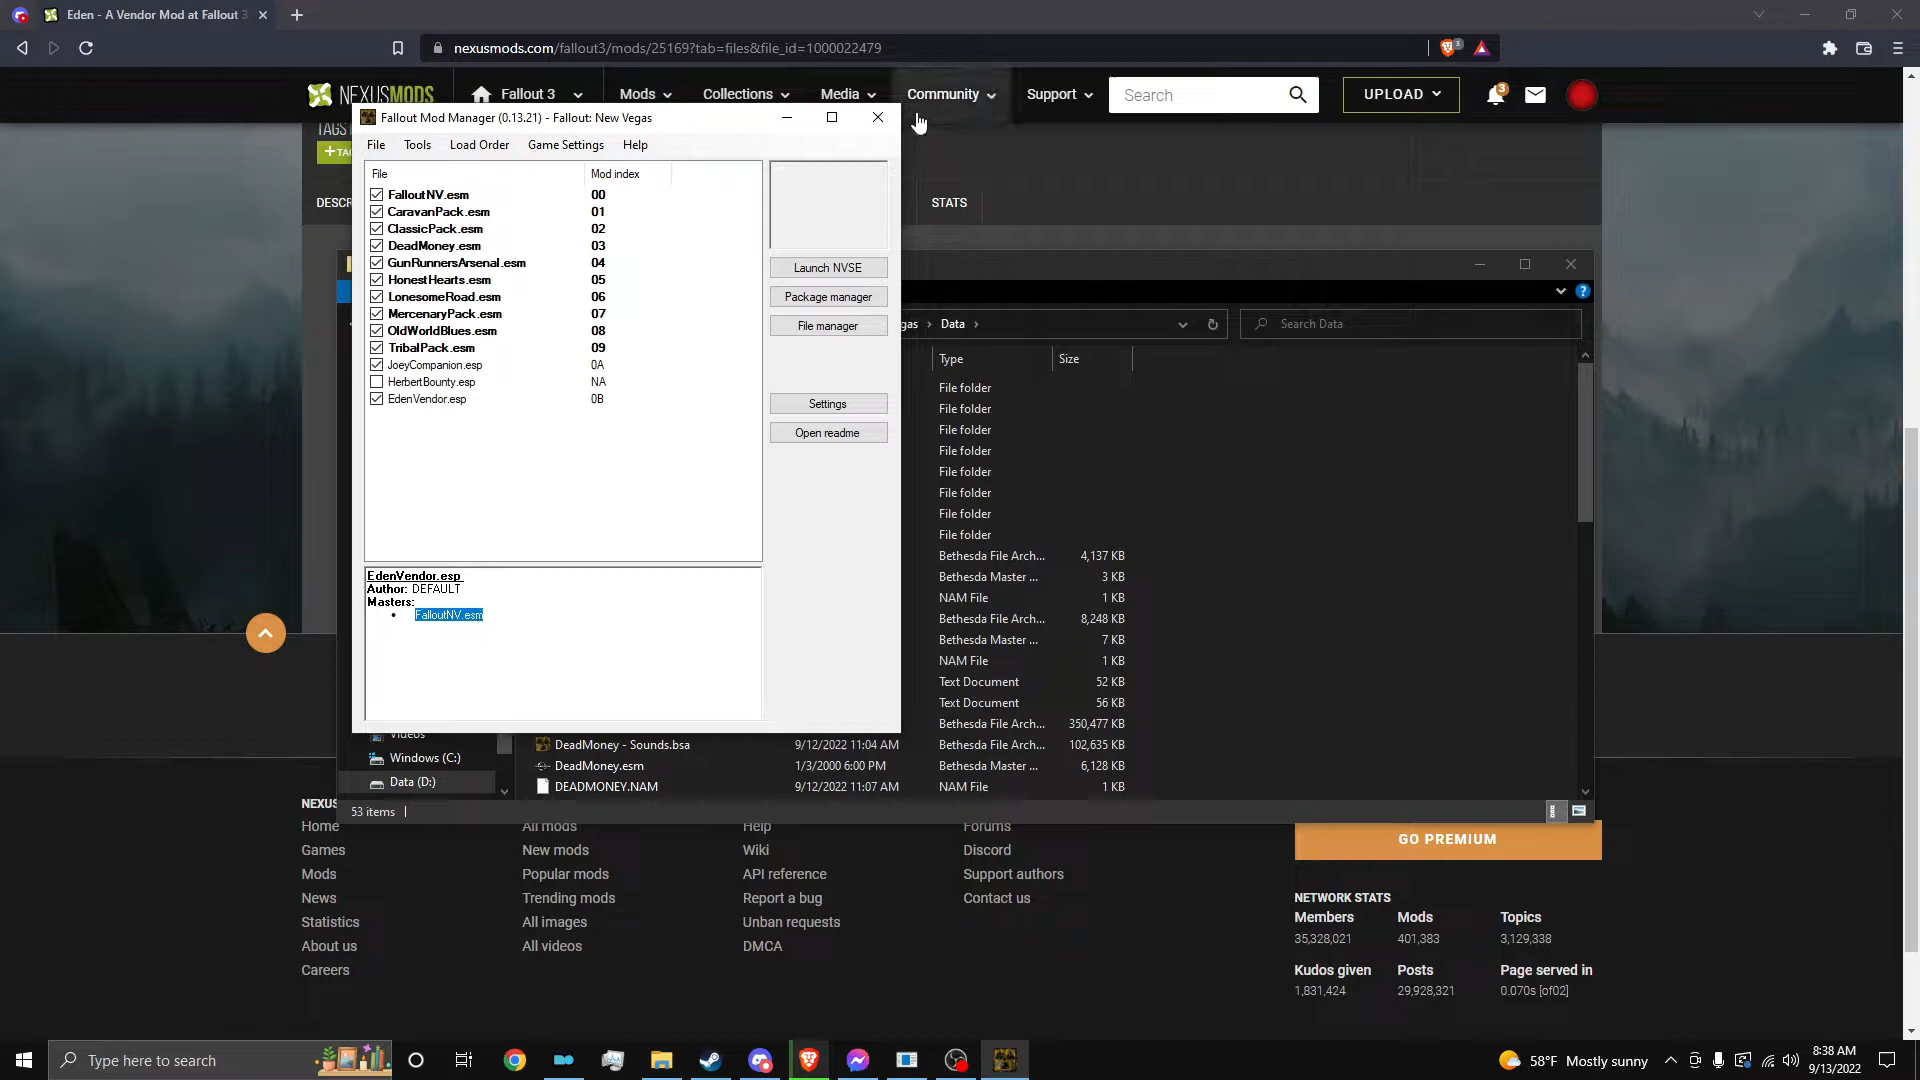 Eden - A Vendor Mod at Fallout 3
nexusmods.com/fallout3/mods/25169?tab=files&file_id=1000022479
3
NEXUSMODS
Fallout 3
Mods
Collections
Media
Community
Support
Search
UPLOAD
3
TAGS
+TAG
DESCR
STATS
Fallout Mod Manager (0.13.21) - Fallout: New Vegas
File
Tools
Load Order
Game Settings
Help
File
Mod index
FalloutNV.esm 00
CaravanPack.esm 01
ClassicPack.esm 02
DeadMoney.esm 03
GunRunnersArsenal.esm 04
HonestHearts.esm 05
LonesomeRoad.esm 06
MercenaryPack.esm 07
OldWorldBlues.esm 08
TribalPack.esm 09
JoeyCompanion.esp 0A
HerbertBounty.esp NA
EdenVendor.esp 0B
Launch NVSE
Package manager
File manager
Settings
Open readme
EdenVendor.esp
Author: DEFAULT
Masters:
• FalloutNV.esm
gas > Data >
Search Data
Type
Size
File folder
File folder
File folder
File folder
File folder
File folder
File folder
File folder
Bethesda File Arch... 4,137 KB
Bethesda Master ... 3 KB
NAM File 1 KB
Bethesda File Arch... 8,248 KB
Bethesda Master ... 7 KB
NAM File 1 KB
Text Document 52 KB
Text Document 56 KB
Bethesda File Arch... 350,477 KB
DeadMoney - Sounds.bsa 9/12/2022 11:04 AM Bethesda File Arch... 102,635 KB
DeadMoney.esm 1/3/2000 6:00 PM Bethesda Master ... 6,128 KB
DEADMONEY.NAM 9/12/2022 11:07 AM NAM File 1 KB
Videos
Windows (C:)
Data (D:)
53 items
NEXUS
Home
Games
Mods
News
Statistics
About us
Careers
All mods
New mods
Popular mods
Trending mods
All images
All videos
Help
Wiki
API reference
Report a bug
Unban requests
DMCA
Forums
Discord
Support authors
Contact us
GO PREMIUM
NETWORK STATS
Members
Mods
Topics
35,328,021
401,383
3,129,338
Kudos given
Posts
Page served in
1,831,424
29,928,321
0.070s [of02]
Type here to search
58°F Mostly sunny
8:38 AM
9/13/2022